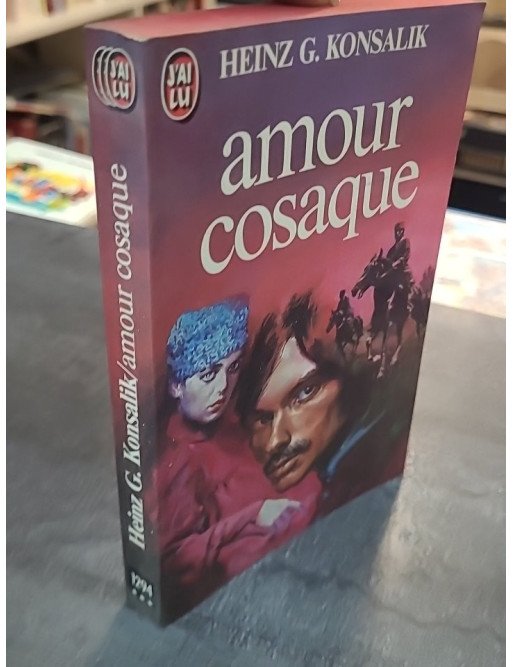 J'AI
LU
HEINZ G. KONSALIK
amour
cosaque
J'AI
LU
Heinz G. Konsalik/amour cosaque
1294